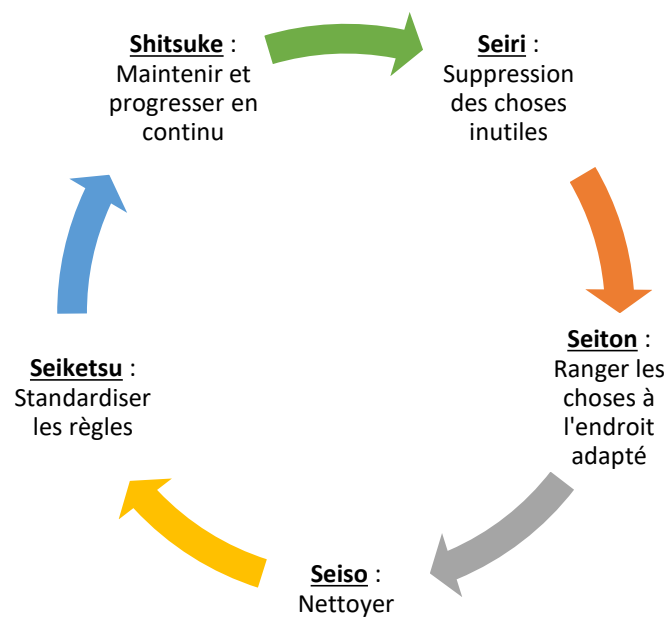 Seiri :
Suppression
des choses
inutiles
Seiton :
Ranger les
choses à
l'endroit
adapté
Seiso :
Nettoyer
Seiketsu :
Standardiser
les règles
Shitsuke :
Maintenir et
progresser en
continu